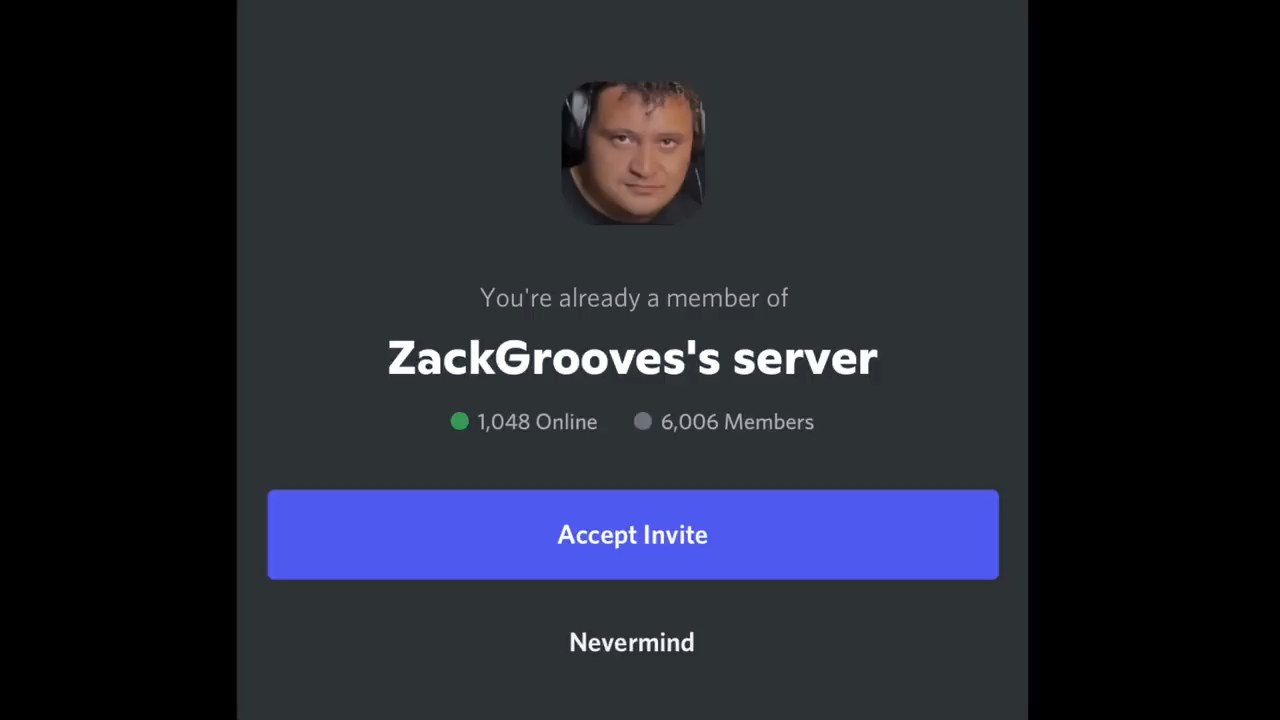 You're already a member of
ZackGrooves's server
1,048 Online 6,006 Members
Accept Invite
Nevermind